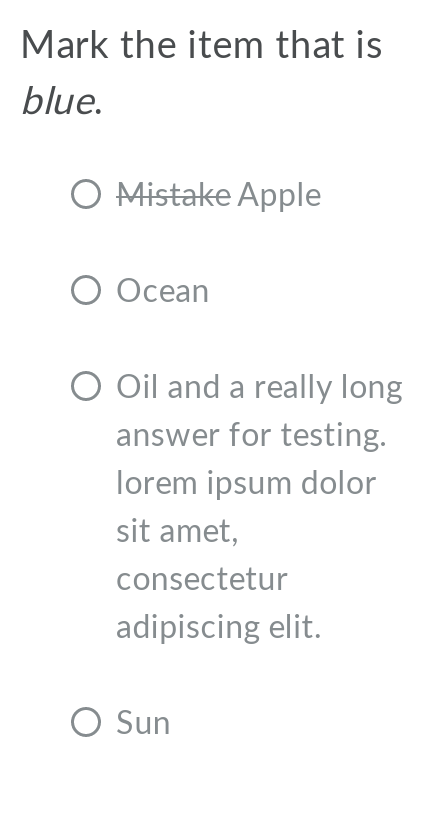 Mark the item that is
blue.
Mistake Apple
Ocean
Oil and a really long
answer for testing.
lorem ipsum dolor
sit amet,
consectetur
adipiscing elit.
Sun